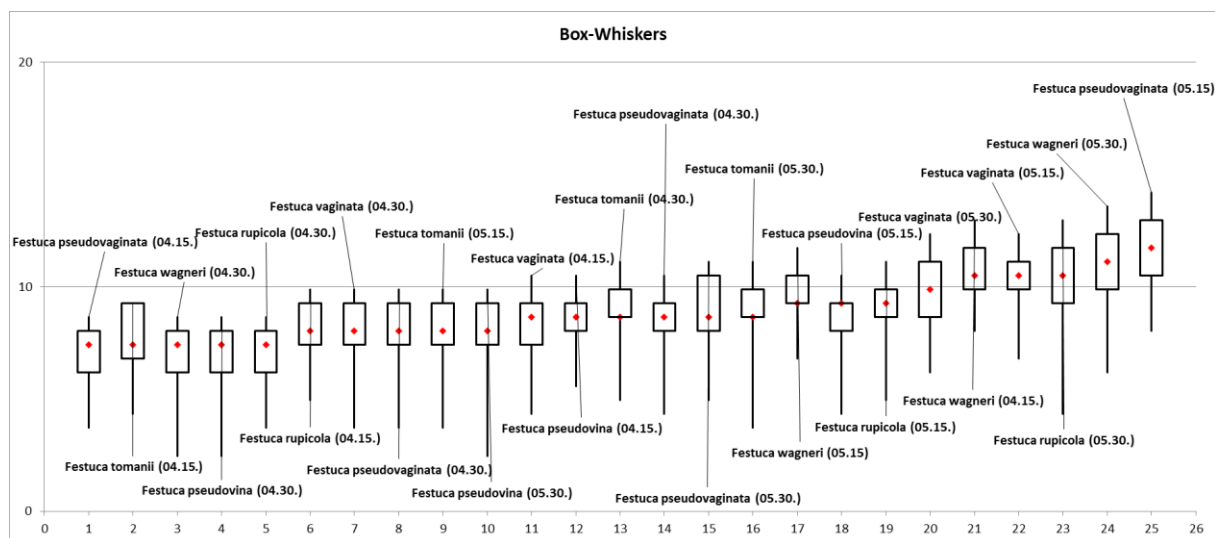 Box-Whiskers
20
Festuca pseudovaginata (05.15)
Festuca pseudovaginata (04.30.)
Festuca wagneri (05.30.)
Festuca tomanii (05.30.)
Festuca vaginata (05.15.)
Festuca tomanii (04.30.)
Festuca vaginata (04.30.)
Festuca vaginata (05.30.)
Festuca rupicola (04.30.)
Festuca tomanii (05.15.)
Festuca pseudovina (05.15.)
Festuca pseudovaginata (04.15.)
Festuca vaginata (04.15.)
Festuca wagneri (04.30.)
10
Festuca wagneri (04.15.)
Festuca pseudovina (04.15.)
Festuca rupicola (05.15.)
Festuca rupicola (04.15.)
Festuca rupicola (05.30.)
Festuca wagneri (05.15)
Festuca tomanii (04.15.)
Festuca pseudovaginata (04.30.)
Festuca pseudovina (04.30.)
Festuca pseudovina (05.30.)
Festuca pseudovaginata (05.30.)
0
0 1 2 3 4 5 6 7 8 9 10 11 12 13 14 15 16 17 18 19 20 21 22 23 24 25 26